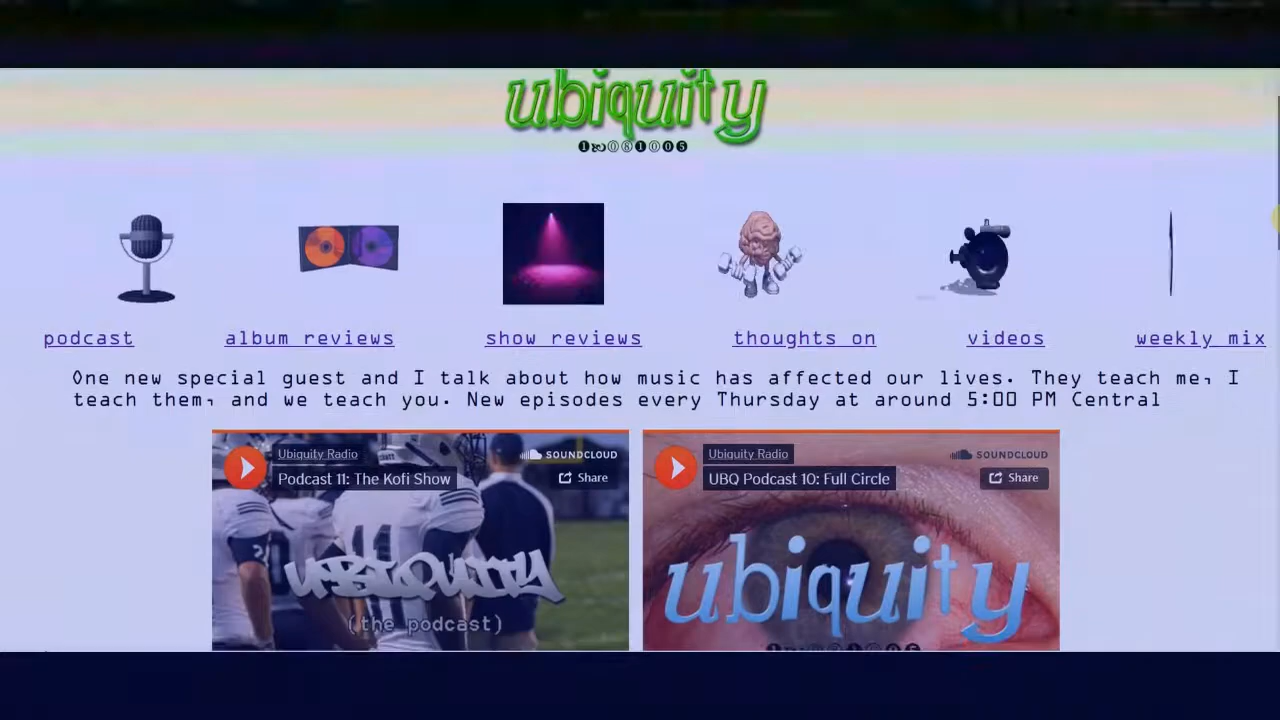 ubiquity
podcast
album reviews
show reviews
thoughts on
videos
weekly mix
One new special guest and I talk about how music has affected our lives. They teach me, I
teach them, and we teach you. New episodes every Thursday at around 5:00 PM Central
Ubiquity Radio
SOUNDCLOUD
Podcast 11: The Kofi Show
Share
11
UBIQUITY
(the podcast)
Ubiquity Radio
SOUNDCLOUD
UBQ Podcast 10: Full Circle
Share
ubiquity